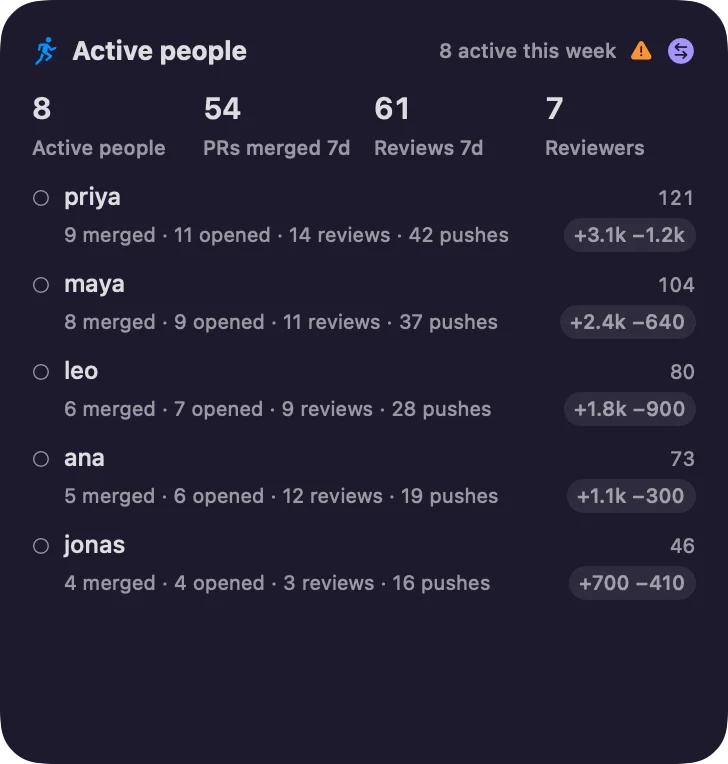 Active people
8 active this week
8
54
61
7
Active people
PRs merged 7d
Reviews 7d
Reviewers
priya
121
9 merged · 11 opened · 14 reviews · 42 pushes
+3.1k −1.2k
maya
104
8 merged · 9 opened · 11 reviews · 37 pushes
+2.4k −640
leo
80
6 merged · 7 opened · 9 reviews · 28 pushes
+1.8k −900
ana
73
5 merged · 6 opened · 12 reviews · 19 pushes
+1.1k −300
jonas
46
4 merged · 4 opened · 3 reviews · 16 pushes
+700 −410